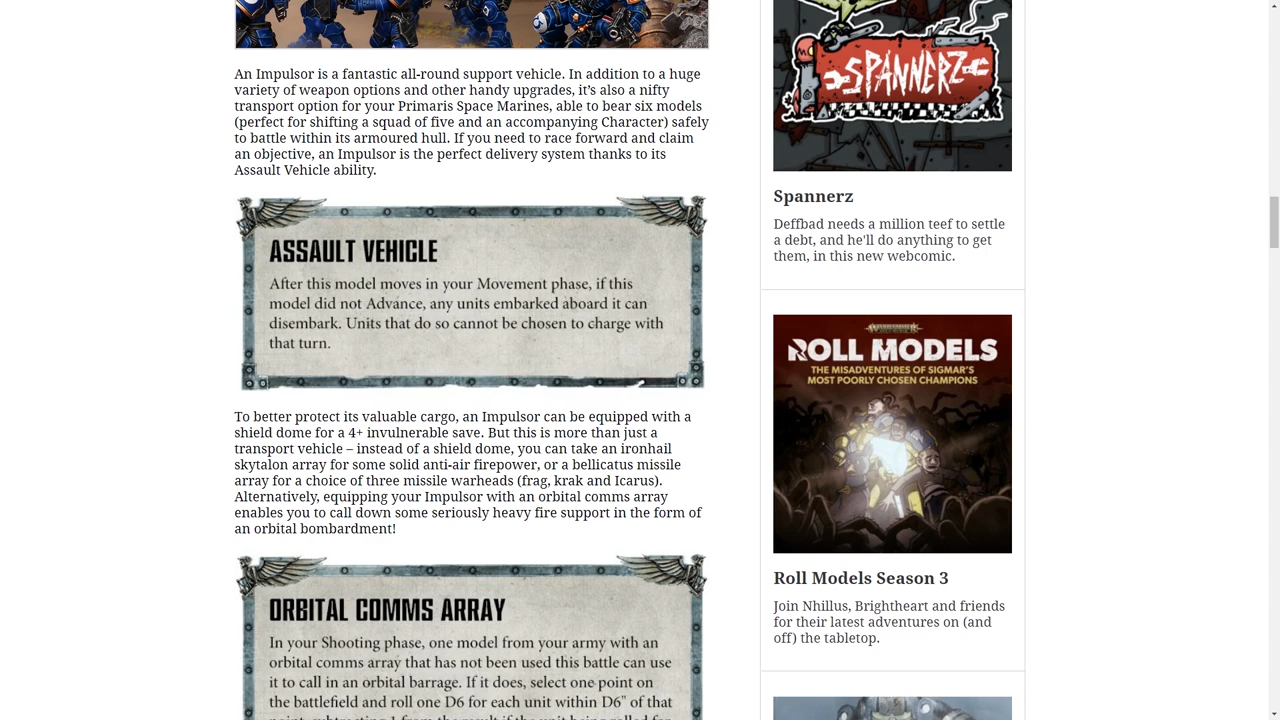 An Impulsor is a fantastic all-round support vehicle. In addition to a huge
variety of weapon options and other handy upgrades, it’s also a nifty
transport option for your Primaris Space Marines, able to bear six models
(perfect for shifting a squad of five and an accompanying Character) safely
to battle within its armoured hull. If you need to race forward and claim
an objective, an Impulsor is the perfect delivery system thanks to its
Assault Vehicle ability.
ASSAULT VEHICLE
After this model moves in your Movement phase, if this
model did not Advance, any units embarked aboard it can
disembark. Units that do so cannot be chosen to charge with
that turn.
To better protect its valuable cargo, an Impulsor can be equipped with a
shield dome for a 4+ invulnerable save. But this is more than just a
transport vehicle – instead of a shield dome, you can take an ironhail
skytalon array for some solid anti-air firepower, or a bellicatus missile
array for a choice of three missile warheads (frag, krak and Icarus).
Alternatively, equipping your Impulsor with an orbital comms array
enables you to call down some seriously heavy fire support in the form of
an orbital bombardment!
ORBITAL COMMS ARRAY
In your Shooting phase, one model from your army with an
orbital comms array that has not been used this battle can use
it to call in an orbital barrage. If it does, select one point on
the battlefield and roll one D6 for each unit within D6" of that
point, subtracting 1 from the result if the unit being rolled for
SPANNERZ
Spannerz
Deffbad needs a million teef to settle
a debt, and he'll do anything to get
them, in this new webcomic.
WARHAMMER
ROLL MODELS
THE MISADVENTURES OF SIGMAR'S
MOST POORLY CHOSEN CHAMPIONS
Roll Models Season 3
Join Nhillus, Brightheart and friends
for their latest adventures on (and
off) the tabletop.